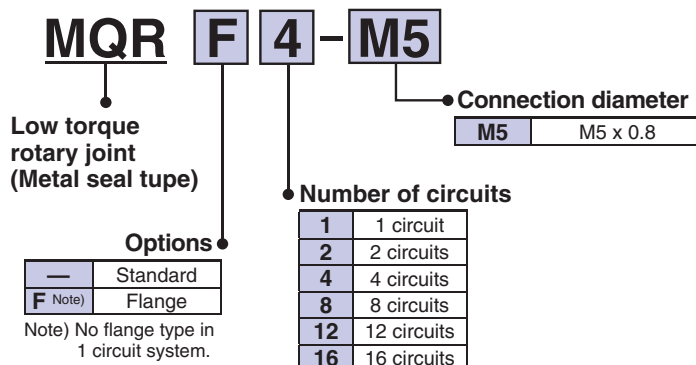 MQR F 4-M5
Connection diameter
M5 M5 x 0.8
Low torque
rotary joint
(Metal seal tupe)
Number of circuits
1 1 circuit
2 2 circuits
4 4 circuits
8 8 circuits
12 12 circuits
16 16 circuits
Options
— Standard
F Note) Flange
Note) No flange type in
1 circuit system.